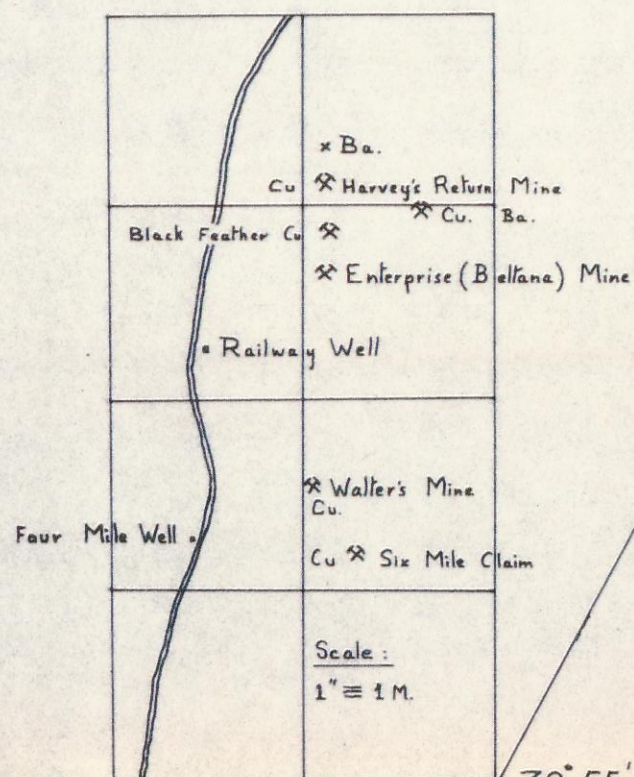 × Ba.
Cu ⚒ Harvey's Return Mine
⚒ Cu. Ba.
Black Feather Cu ⚒
⚒ Enterprise (Beltana) Mine
Railway Well
⚒ Walter's Mine
Cu.
Four Mile Well
Cu ⚒ Six Mile Claim
Scale :
1" ≡ 1 M.
30° 55'